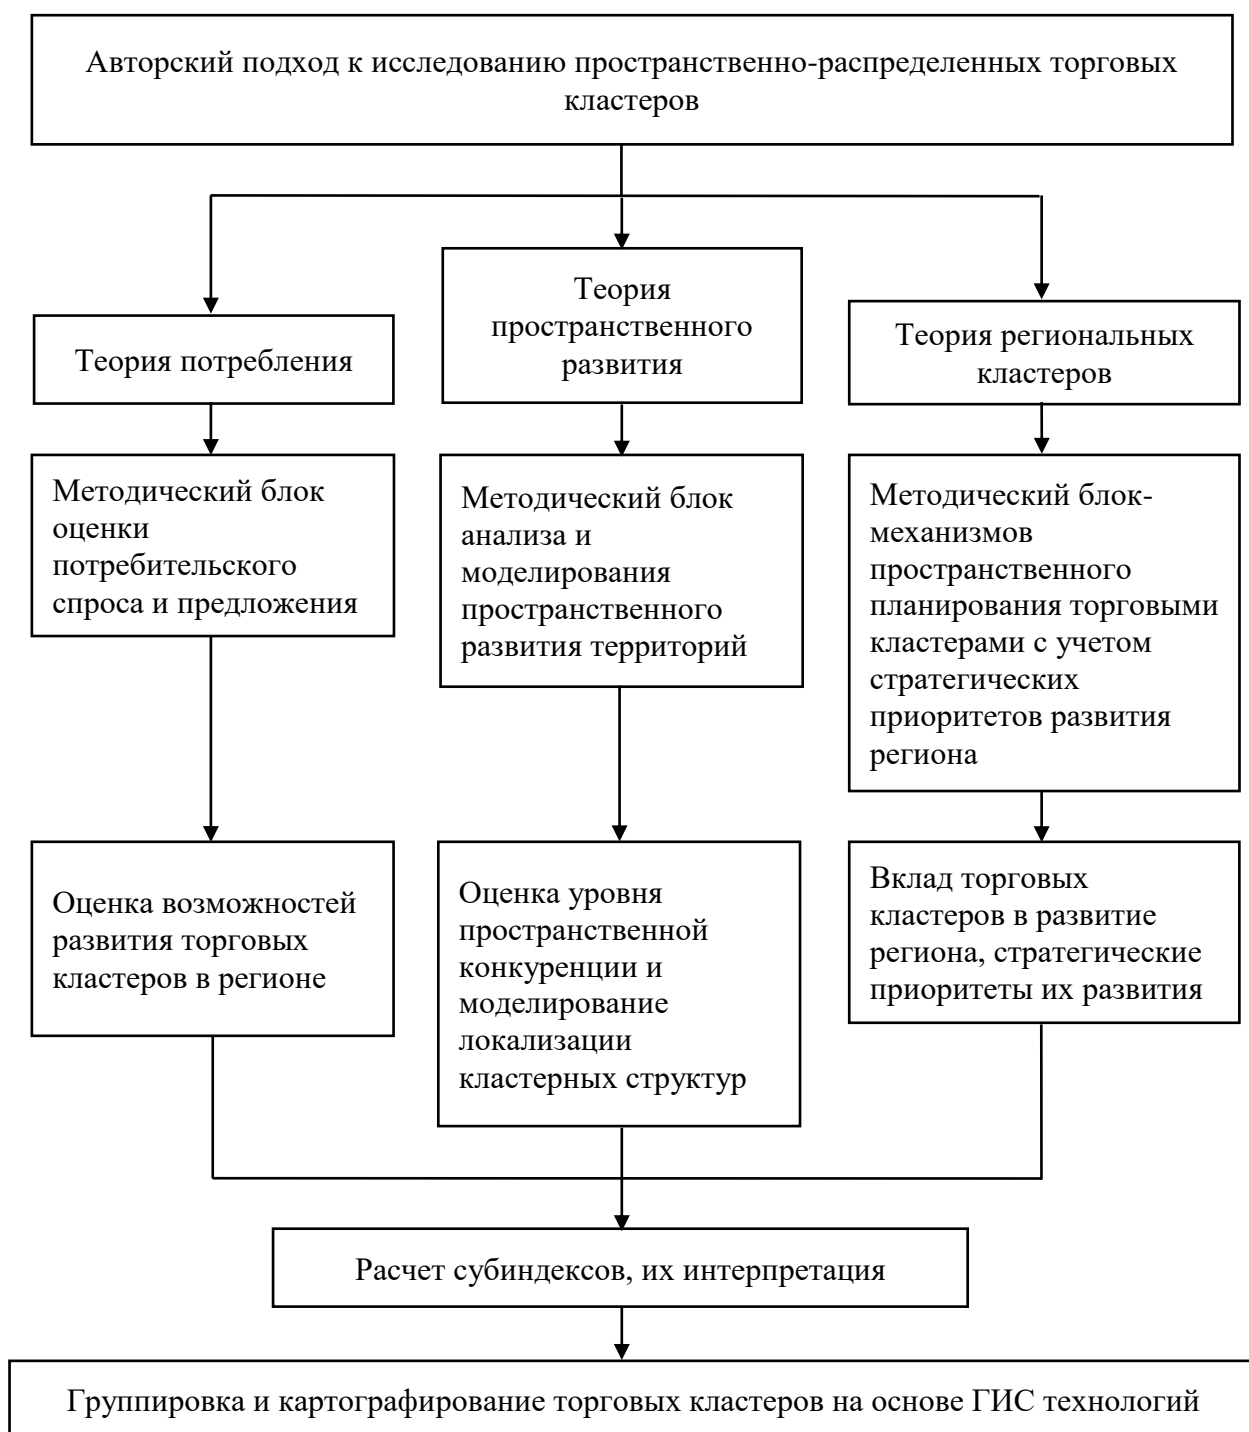 Авторский подход к исследованию пространственно-распределенных торговых
кластеров
Теория потребления
Теория
пространственного
развития
Теория региональных
кластеров
Методический блок
оценки
потребительского
спроса и предложения
Методический блок
анализа и
моделирования
пространственного
развития территорий
Методический блок-
механизмов
пространственного
планирования торговыми
кластерами с учетом
стратегических
приоритетов развития
региона
Оценка возможностей
развития торговых
кластеров в регионе
Оценка уровня
пространственной
конкуренции и
моделирование
локализации
кластерных структур
Вклад торговых
кластеров в развитие
региона, стратегические
приоритеты их развития
Расчет субиндексов, их интерпретация
Группировка и картографирование торговых кластеров на основе ГИС технологий